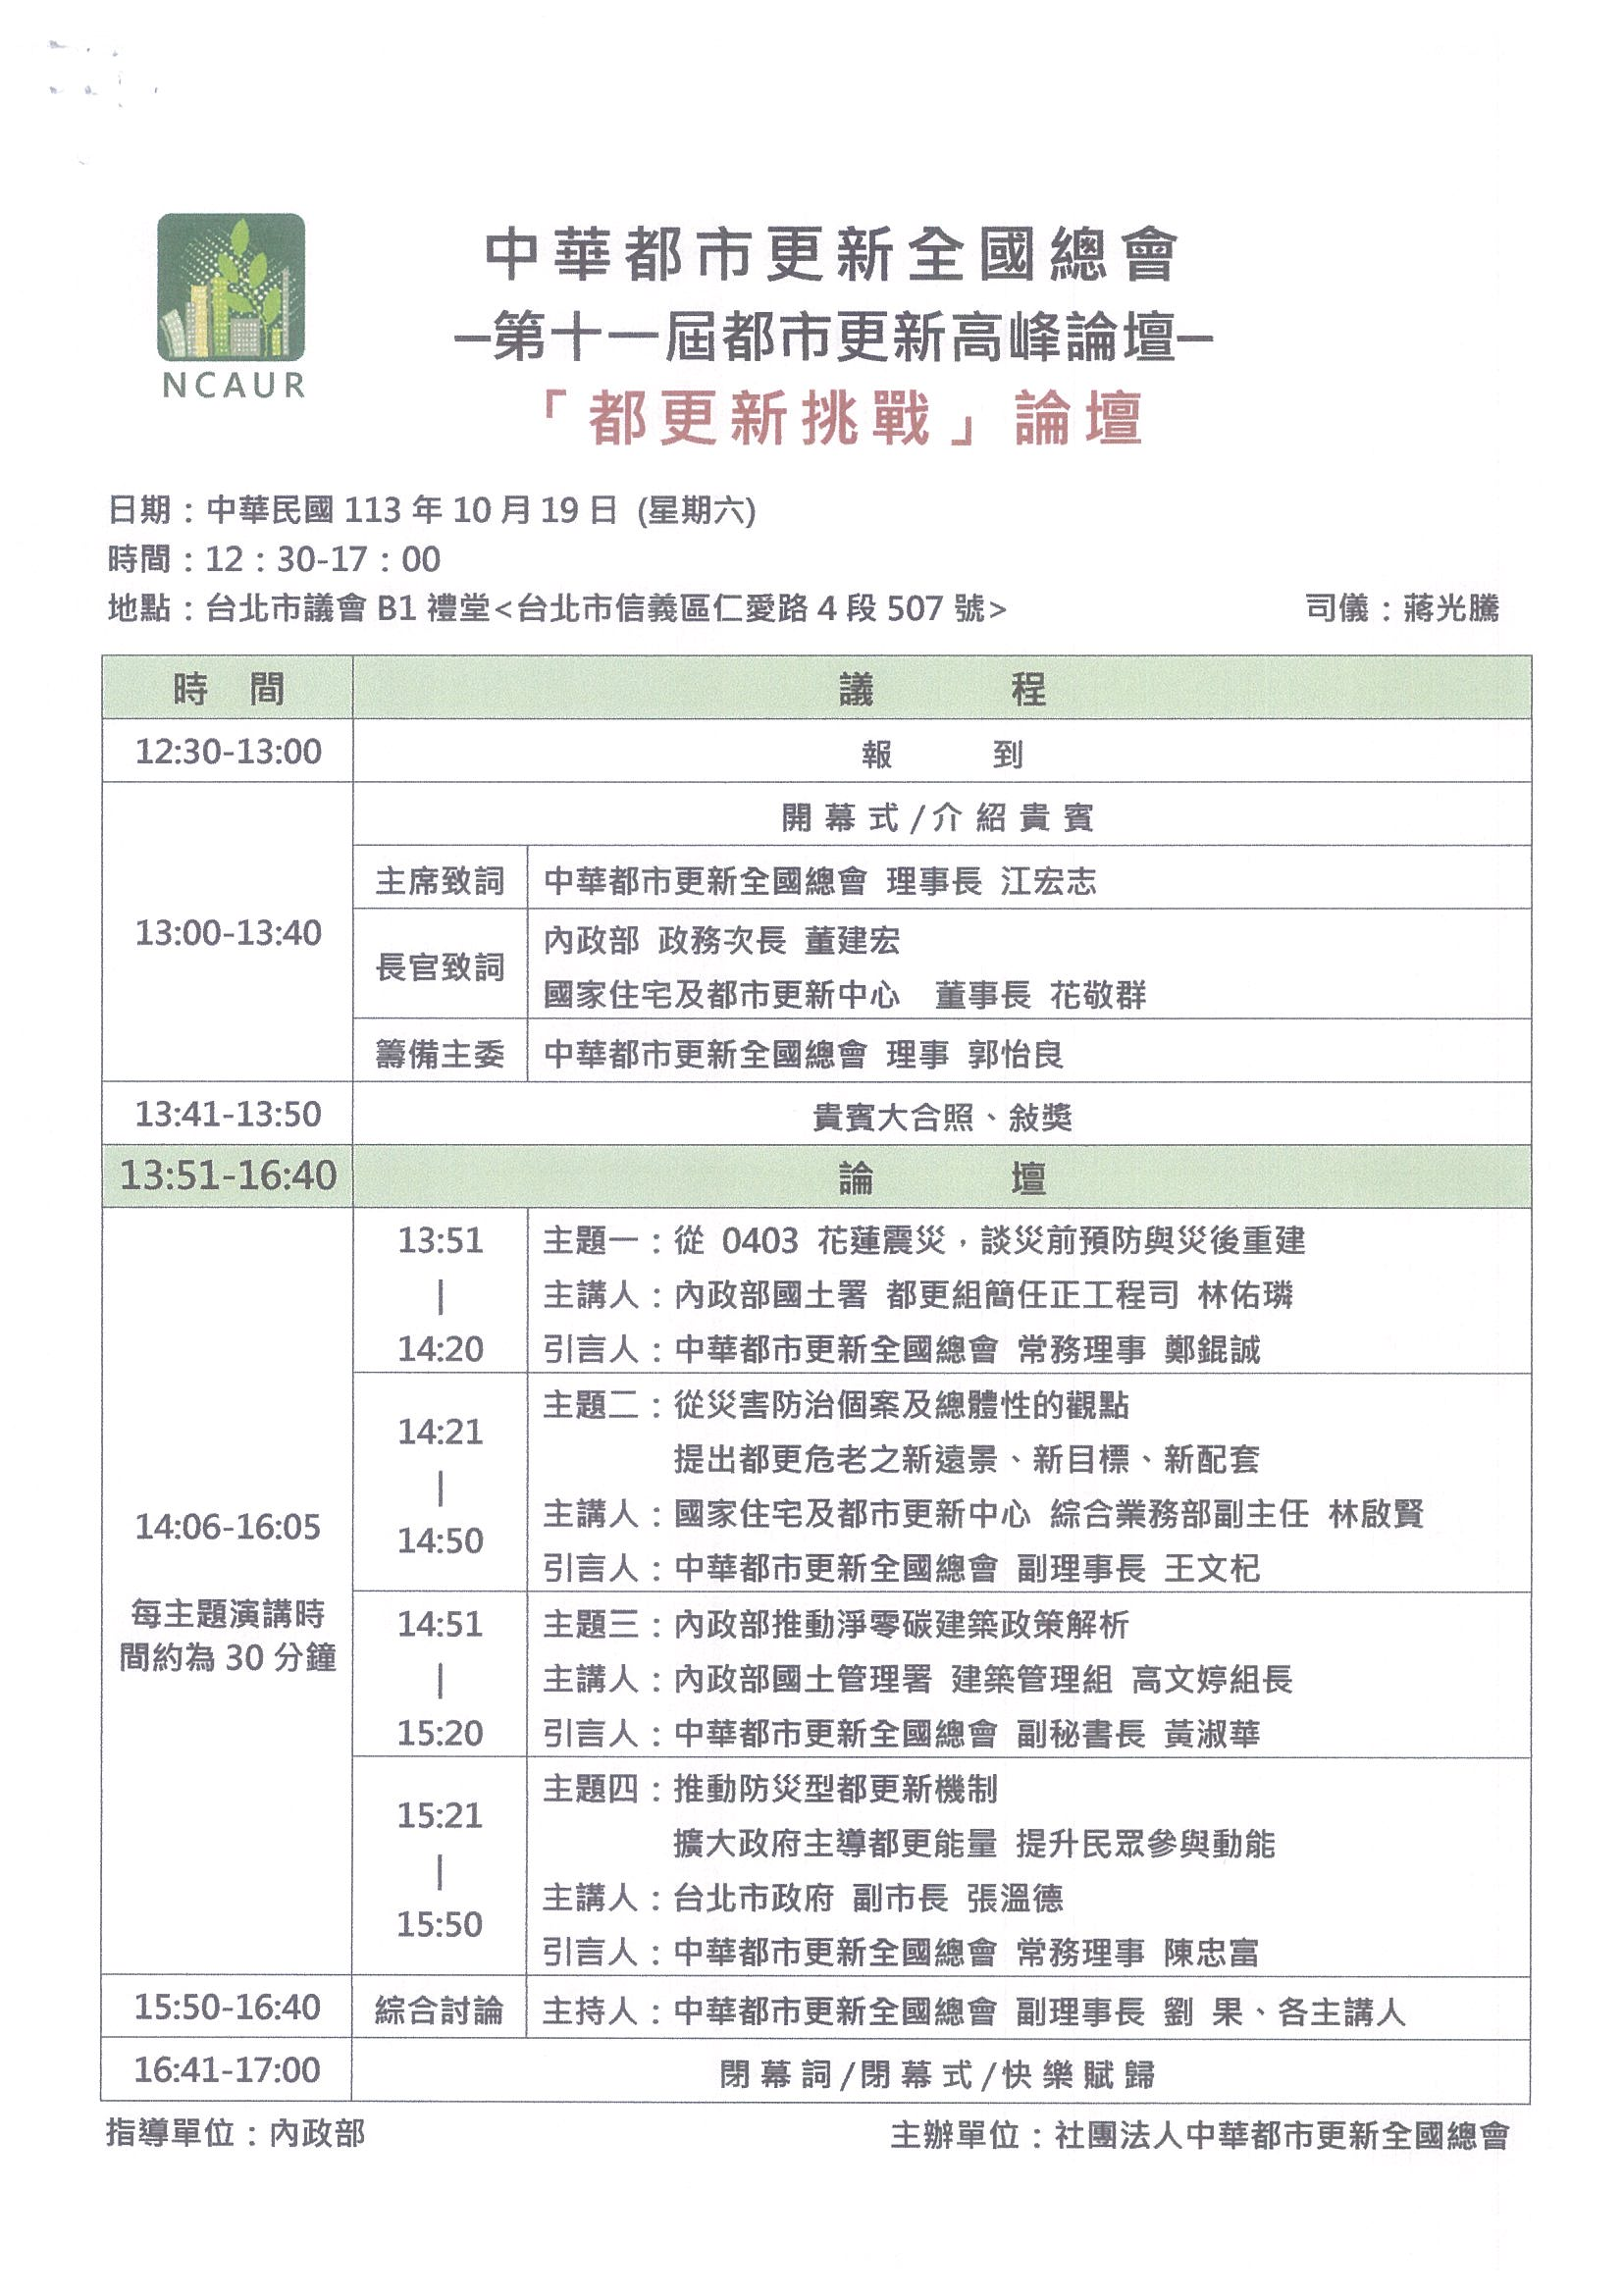 NCAUR
中華都市更新全國總會
─第十一屆都市更新高峰論壇─
「都更新挑戰」論壇
日期：中華民國 113 年 10 月 19 日 (星期六)
時間：12：30-17：00
地點：台北市議會 B1 禮堂<台北市信義區仁愛路 4 段 507 號>　司儀：蔣光騰
時 間　議 程
12:30-13:00　報 到
13:00-13:40
開幕式/介紹貴賓
主席致詞　中華都市更新全國總會 理事長 江宏志
長官致詞
內政部 政務次長 董建宏
國家住宅及都市更新中心 董事長 花敬群
籌備主委　中華都市更新全國總會 理事 郭怡良
13:41-13:50　貴賓大合照、敍獎
13:51-16:40　論 壇
14:06-16:05
每主題演講時
間約為 30 分鐘
13:51
|
14:20
主題一：從 0403 花蓮震災，談災前預防與災後重建
主講人：內政部國土署 都更組簡任正工程司 林佑璘
引言人：中華都市更新全國總會 常務理事 鄭錕誠
14:21
|
14:50
主題二：從災害防治個案及總體性的觀點
提出都更危老之新遠景、新目標、新配套
主講人：國家住宅及都市更新中心 綜合業務部副主任 林啟賢
引言人：中華都市更新全國總會 副理事長 王文杞
14:51
|
15:20
主題三：內政部推動淨零碳建築政策解析
主講人：內政部國土管理署 建築管理組 高文婷組長
引言人：中華都市更新全國總會 副秘書長 黃淑華
15:21
|
15:50
主題四：推動防災型都更新機制
擴大政府主導都更能量 提升民眾參與動能
主講人：台北市政府 副市長 張溫德
引言人：中華都市更新全國總會 常務理事 陳忠富
15:50-16:40　綜合討論　主持人：中華都市更新全國總會 副理事長 劉 果、各主講人
16:41-17:00　閉幕詞/閉幕式/快樂賦歸
指導單位：內政部　主辦單位：社團法人中華都市更新全國總會